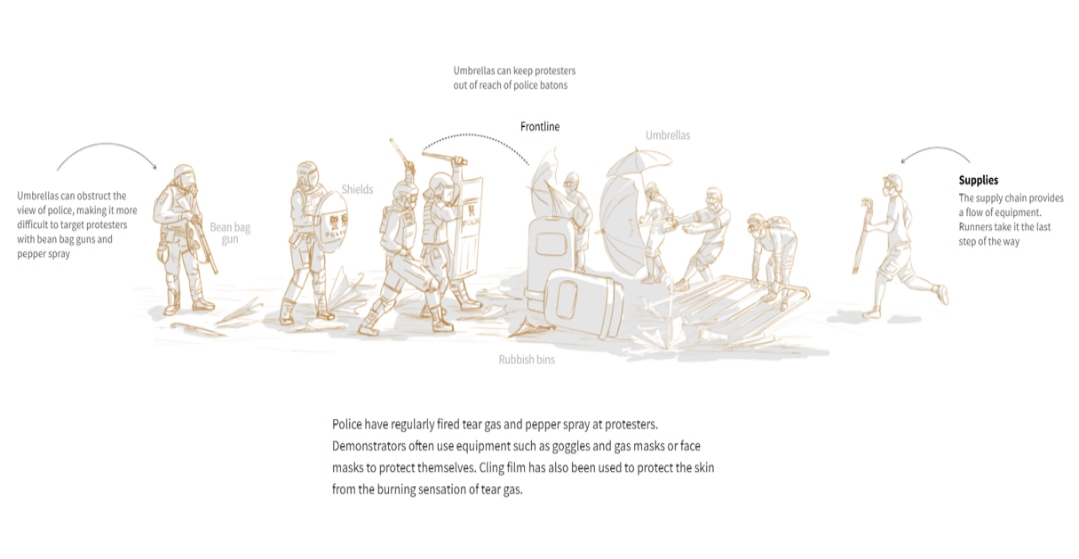 Umbrellas can keep protesters
out of reach of police batons
Frontline
Umbrellas
Supplies
The supply chain provides
a flow of equipment.
Runners take it the last
step of the way
Umbrellas can obstruct the
view of police, making it more
difficult to target protesters
with bean bag guns and
pepper spray
Shields
Bean bag
gun
POLICE
Rubbish bins
Police have regularly fired tear gas and pepper spray at protesters.
Demonstrators often use equipment such as goggles and gas masks or face
masks to protect themselves. Cling film has also been used to protect the skin
from the burning sensation of tear gas.